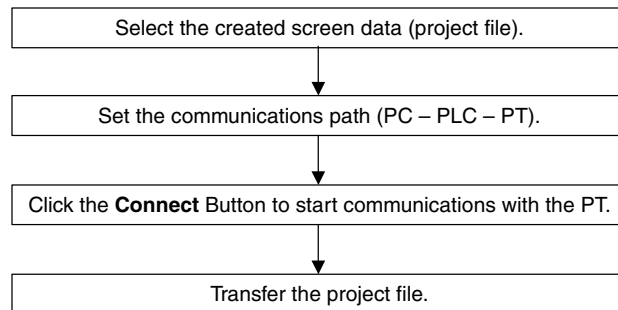 Select the created screen data (project file).
Set the communications path (PC – PLC – PT).
Click the Connect Button to start communications with the PT.
Transfer the project file.